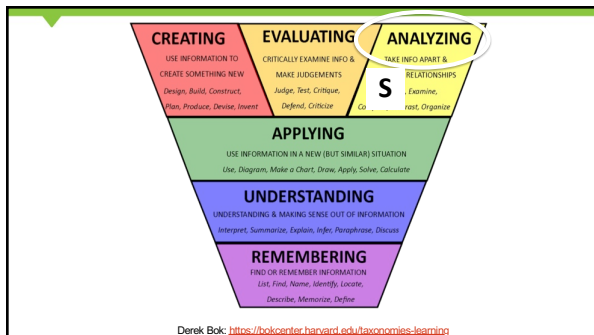 CREATING
USE INFORMATION TO
CREATE SOMETHING NEW
Design, Build, Construct,
Plan, Produce, Devise, Invent
EVALUATING
CRITICALLY EXAMINE INFO &
MAKE JUDGEMENTS
Judge, Test, Critique,
Defend, Criticize
ANALYZING
TAKE INFO APART &
RELATIONSHIPS
S
Examine,
Organize
APPLYING
USE INFORMATION IN A NEW (BUT SIMILAR) SITUATION
Use, Diagram, Make a Chart, Draw, Apply, Solve, Calculate
UNDERSTANDING
UNDERSTANDING & MAKING SENSE OUT OF INFORMATION
Interpret, Summarize, Explain, Infer, Paraphrase, Discuss
REMEMBERING
FIND OR REMEMBER INFORMATION
List, Find, Name, Identify, Locate,
Describe, Memorize, Define
Derek Bok: https://bokcenter.harvard.edu/taxonomies-learning